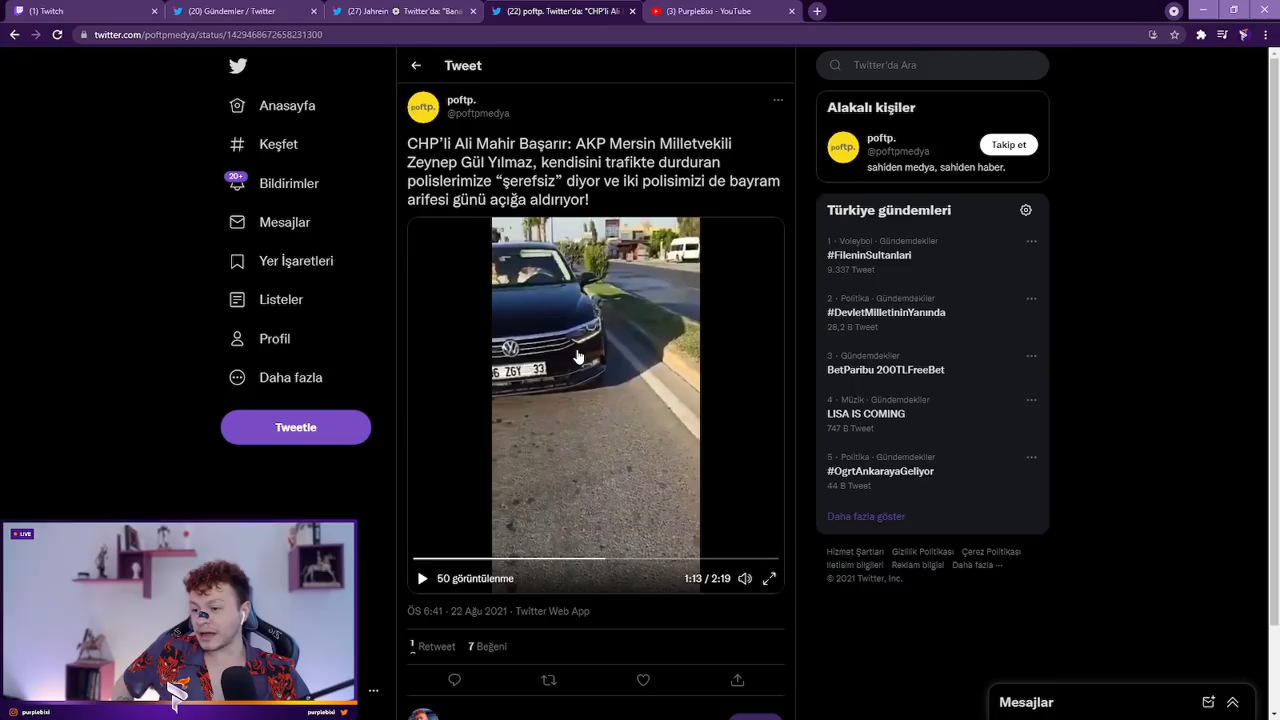 Twitch
(20) Gündemler / Twitter
(27) Jahrein Twitter'da: "Bana
(22) poftp. Twitter'da: "CHP'li Ali
(3) PurpleBixi - YouTube
twitter.com/poftpmedya/status/1429468672658231300
Anasayfa
Keşfet
20+
Bildirimler
Mesajlar
Yer İşaretleri
Listeler
Profil
Daha fazla
Tweetle
Tweet
poftp.
poftp.
@poftpmedya
CHP'li Ali Mahir Başarır: AKP Mersin Milletvekili
Zeynep Gül Yılmaz, kendisini trafikte durduran
polislerimize “şerefsiz” diyor ve iki polisimizi de bayram
arifesi günü açığa aldırıyor!
6 ZGY 33
50 görüntülenme
1:13 / 2:19
ÖS 6:41 · 22 Ağu 2021 · Twitter Web App
Retweet 7 Beğeni
Twitter'da Ara
Alakalı kişiler
poftp.
poftp.
@poftpmedya
Takip et
sahiden medya, sahiden haber.
Türkiye gündemleri
1 · Voleybol · Gündemdekiler
#FileninSultanlari
9.337 Tweet
2 · Politika · Gündemdekiler
#DevletMilletininYanında
28,2 B Tweet
3 · Gündemdekiler
BetParibu 200TLFreeBet
4 · Müzik · Gündemdekiler
LISA IS COMING
747 B Tweet
5 · Politika · Gündemdekiler
#OgrtAnkarayaGeliyor
44 B Tweet
Daha fazla göster
Hizmet Şartları Gizlilik Politikası Çerez Politikası
İletişim bilgileri Reklam bilgisi Daha fazla ···
© 2021 Twitter, Inc.
Mesajlar
LIVE
purplebixi
purplebixi